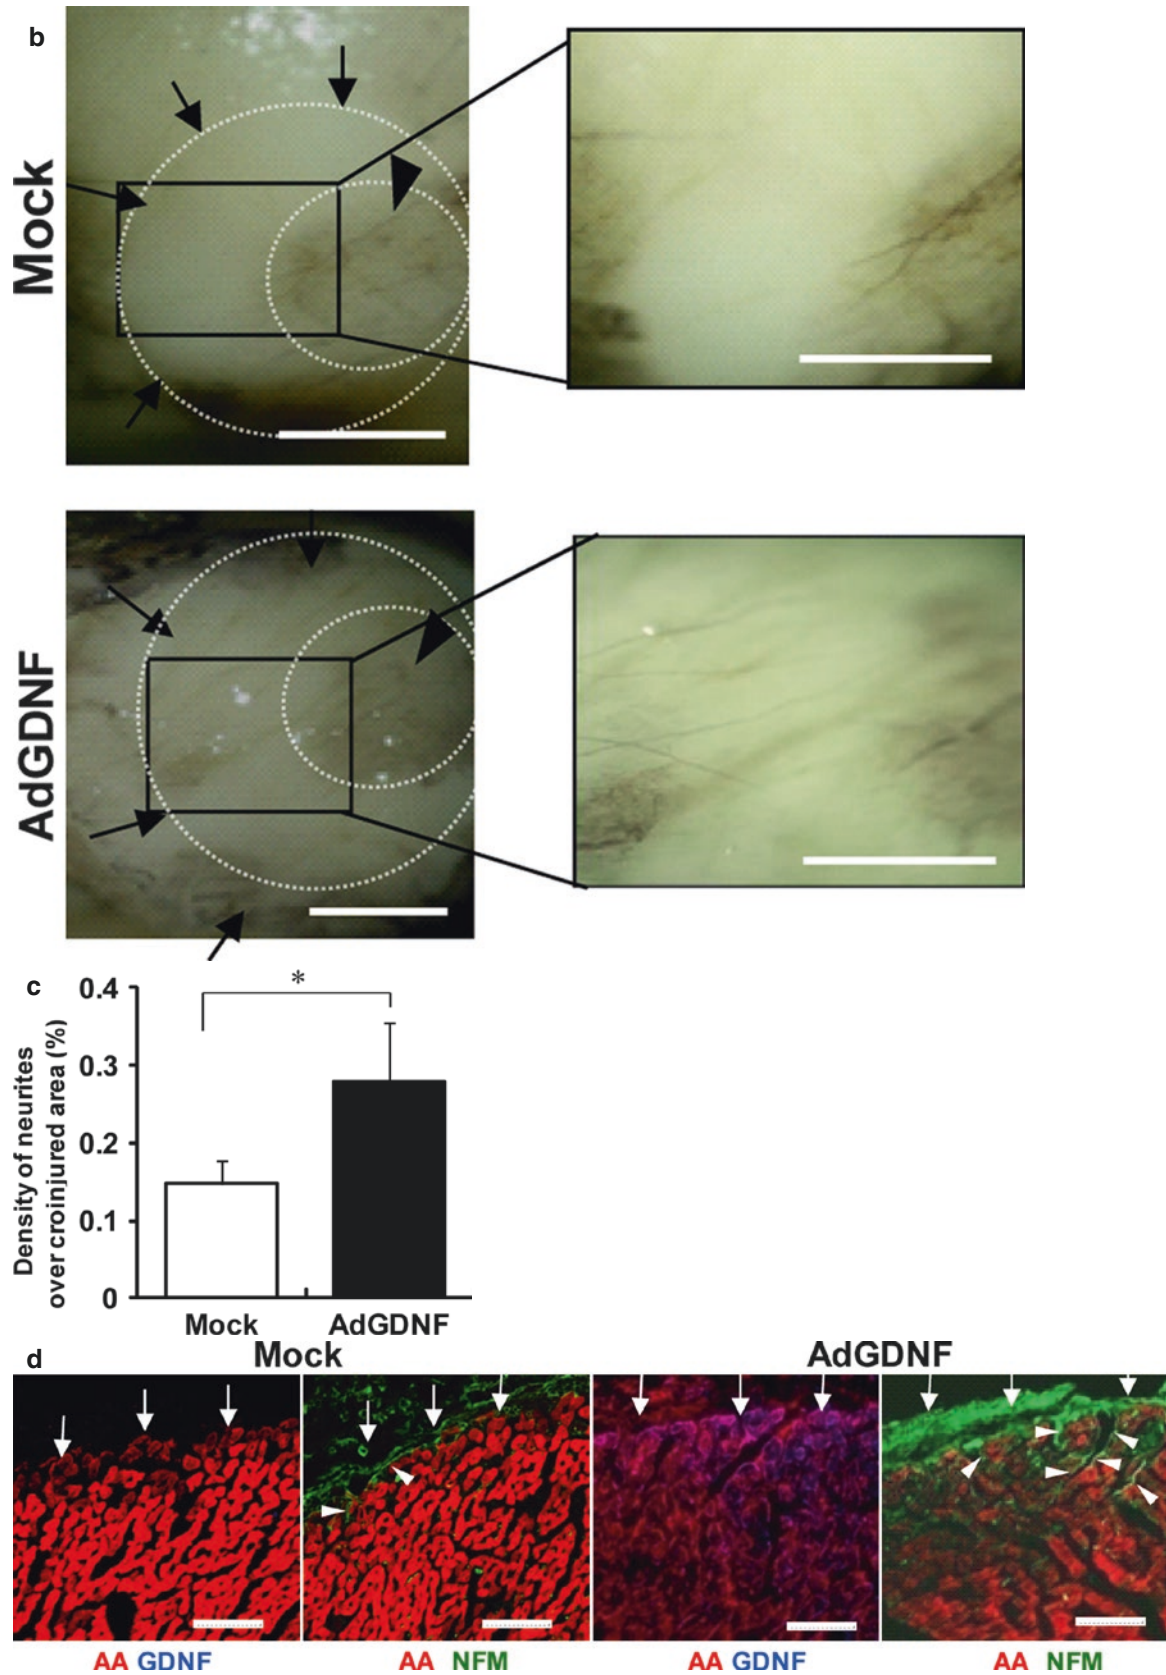 b
Mock
AdGDNF
c
Density of neurites
over croinjured area (%)
0.4
0.3
0.2
0.1
0
*
Mock AdGDNF
d
Mock AdGDNF
AA GDNF AA NFM AA GDNF AA NFM